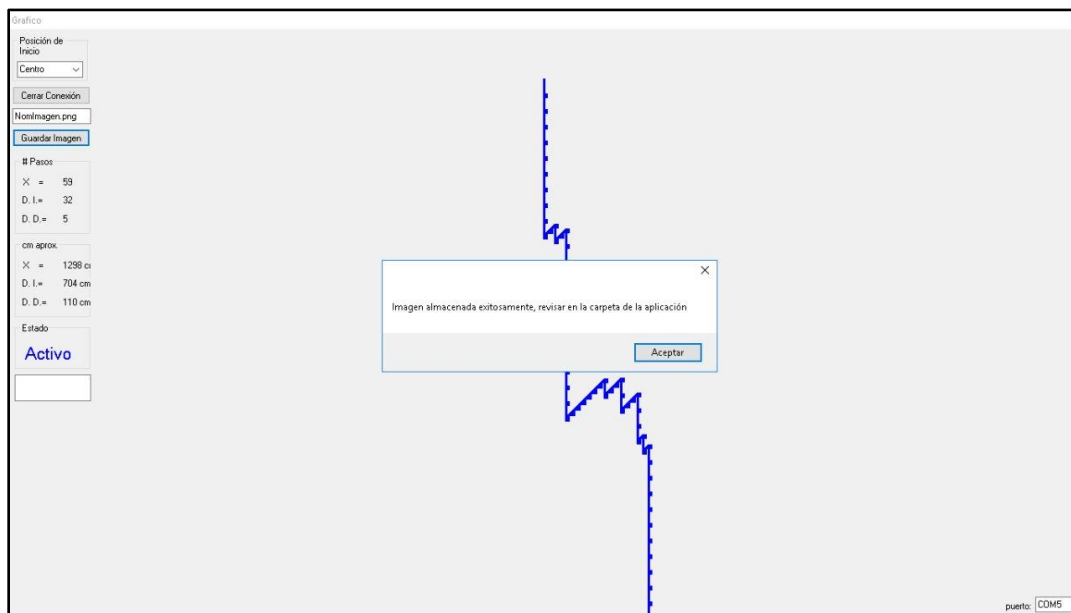 Grafico
Posición de
Inicio
Centro
Cerrar Conexión
NomImagen.png
Guardar Imagen
# Pasos
X = 59
D. I.= 32
D. D.= 5
cm aprox.
X = 1298 c
D. I.= 704 cm
D. D.= 110 cm
Estado
Activo
Imagen almacenada exitosamente, revisar en la carpeta de la aplicación
Aceptar
puerto: COM5